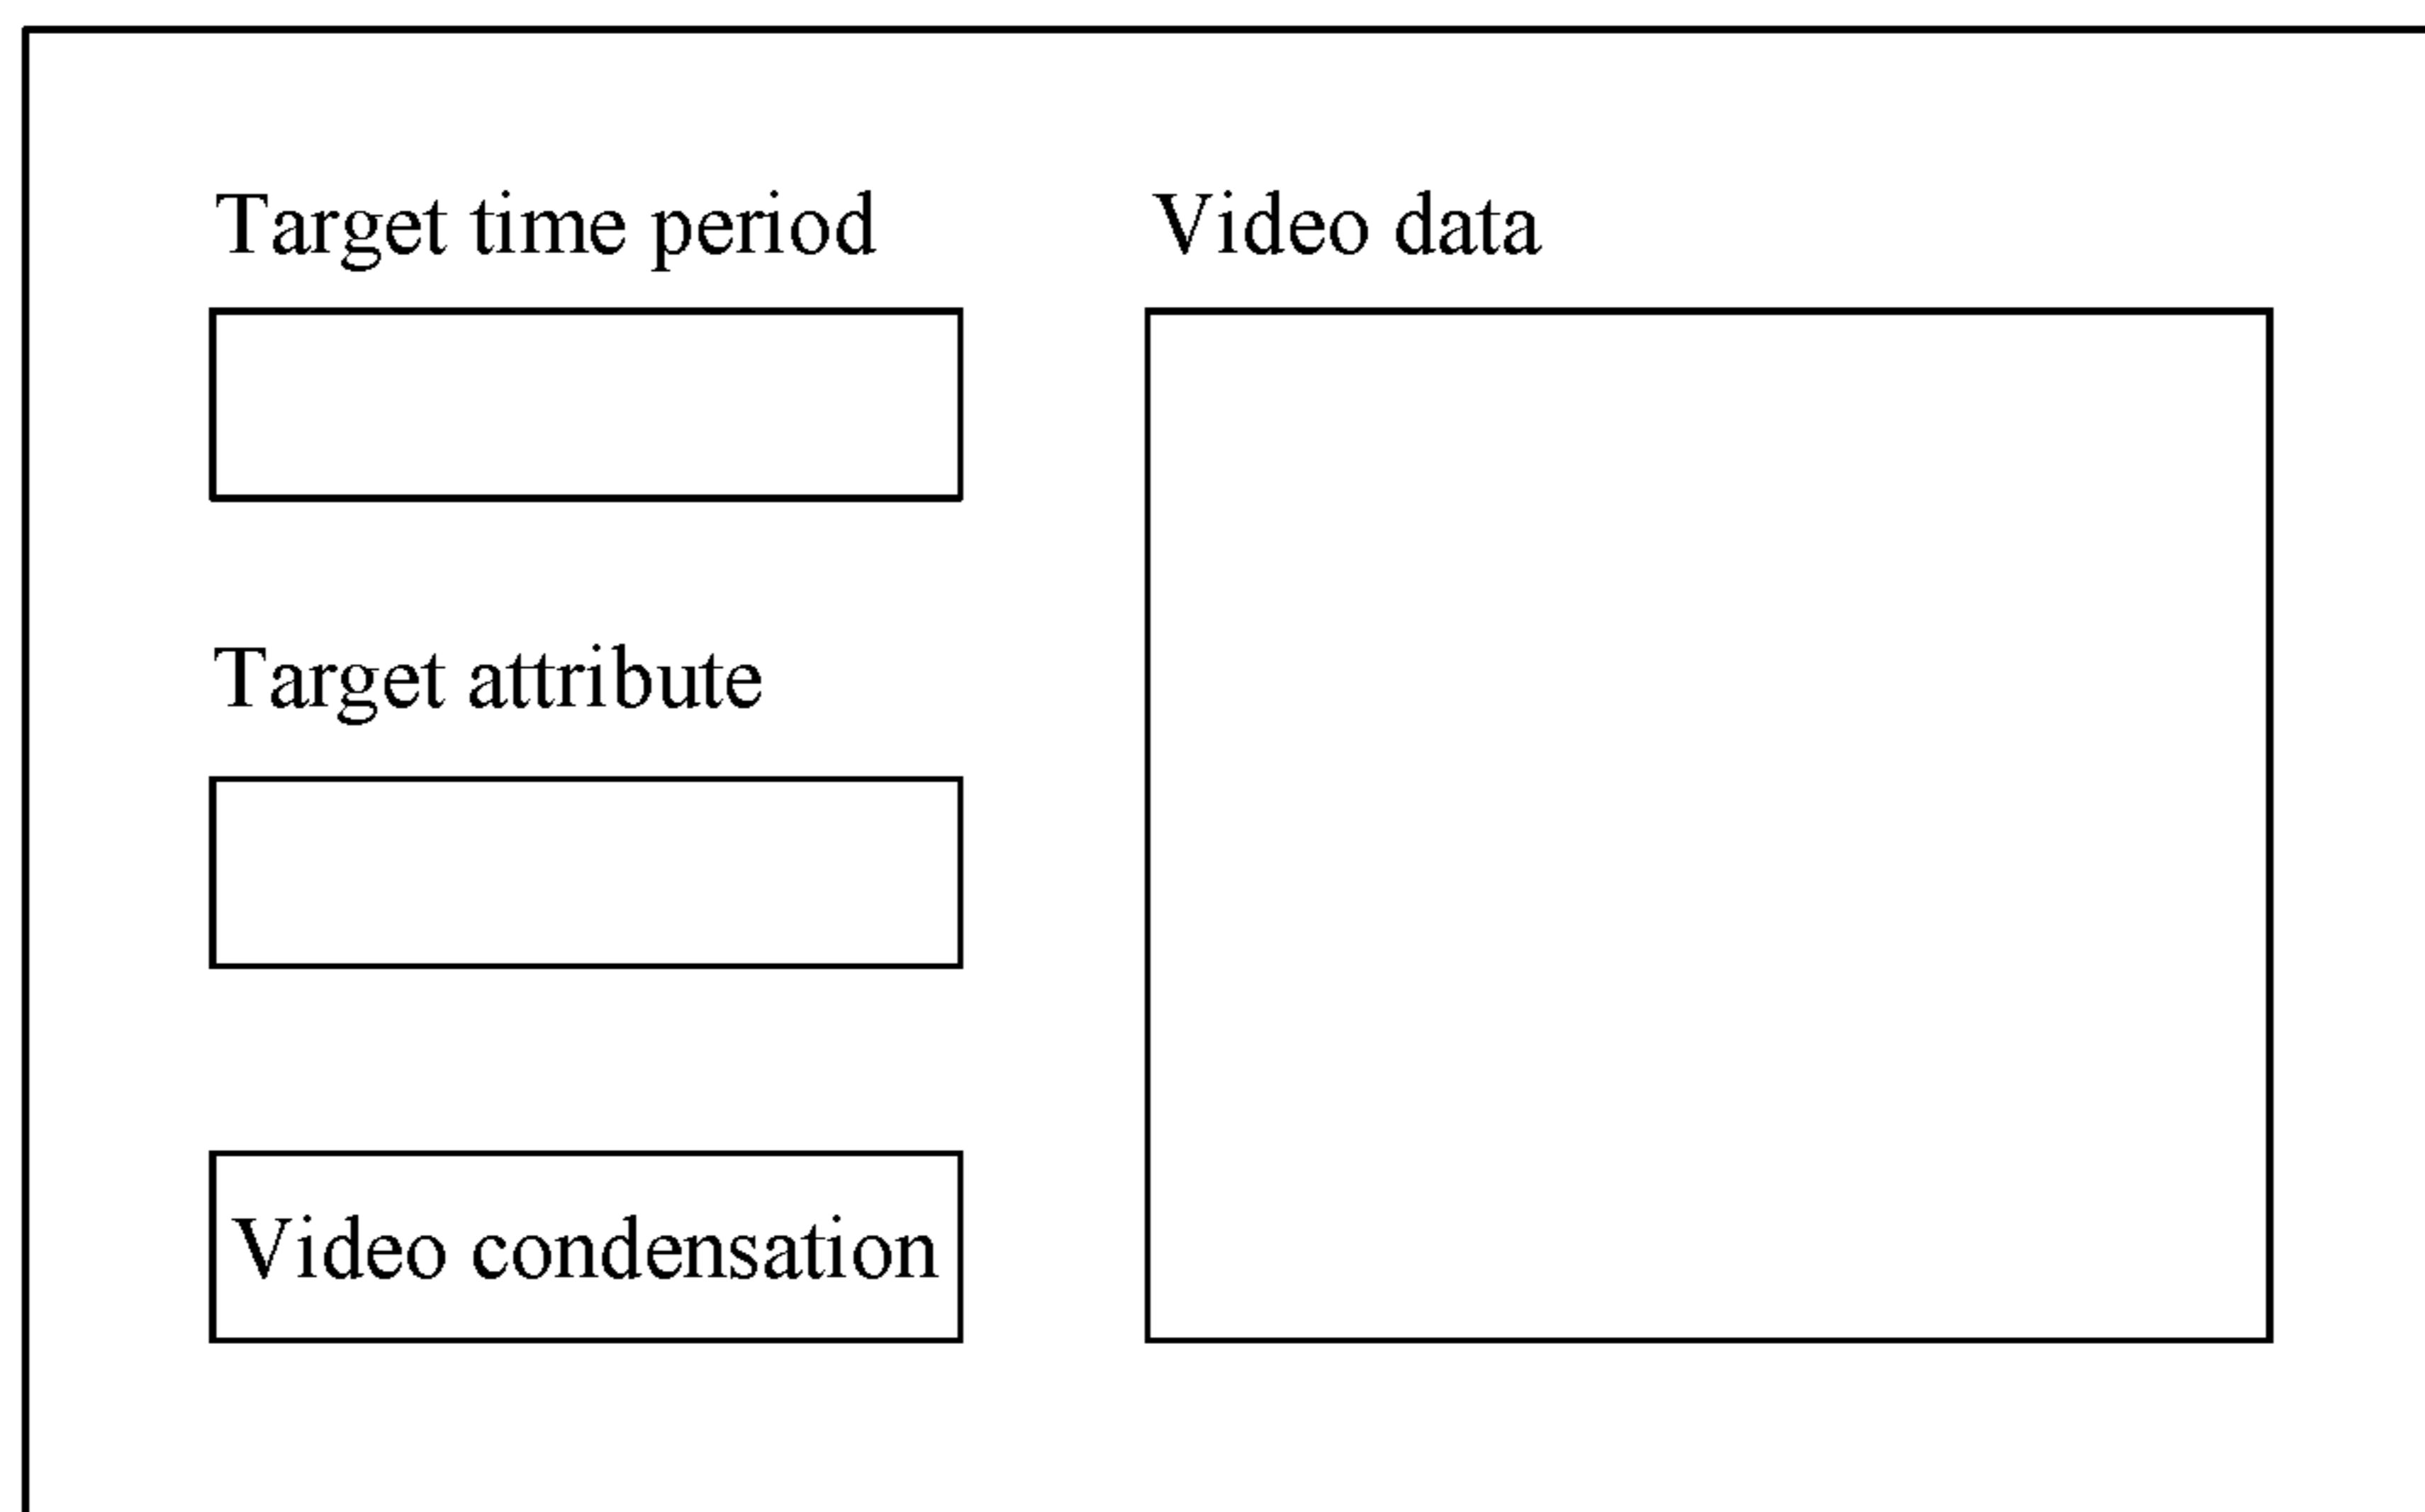 Target time period
Video data
Target attribute
Video condensation